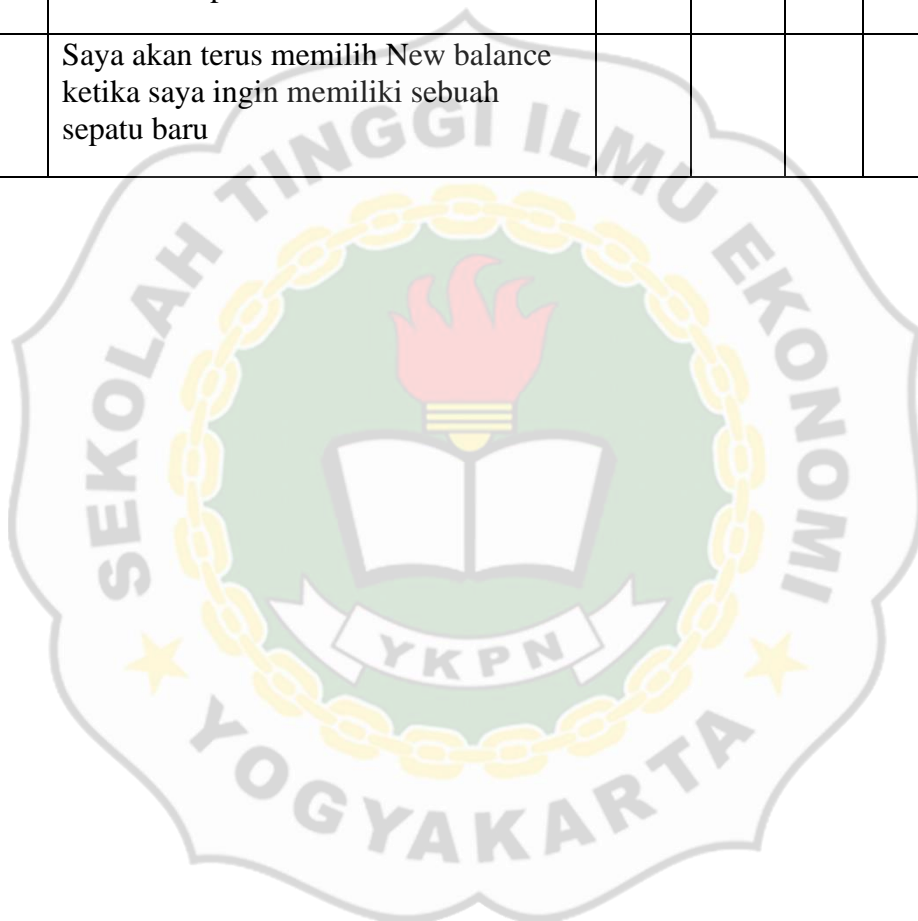 Saya akan terus memilih New balance
ketika saya ingin memiliki sebuah
sepatu baru
SEKOLAH TINGGI ILMU EKONOMI
YKPN
YOGYAKARTA